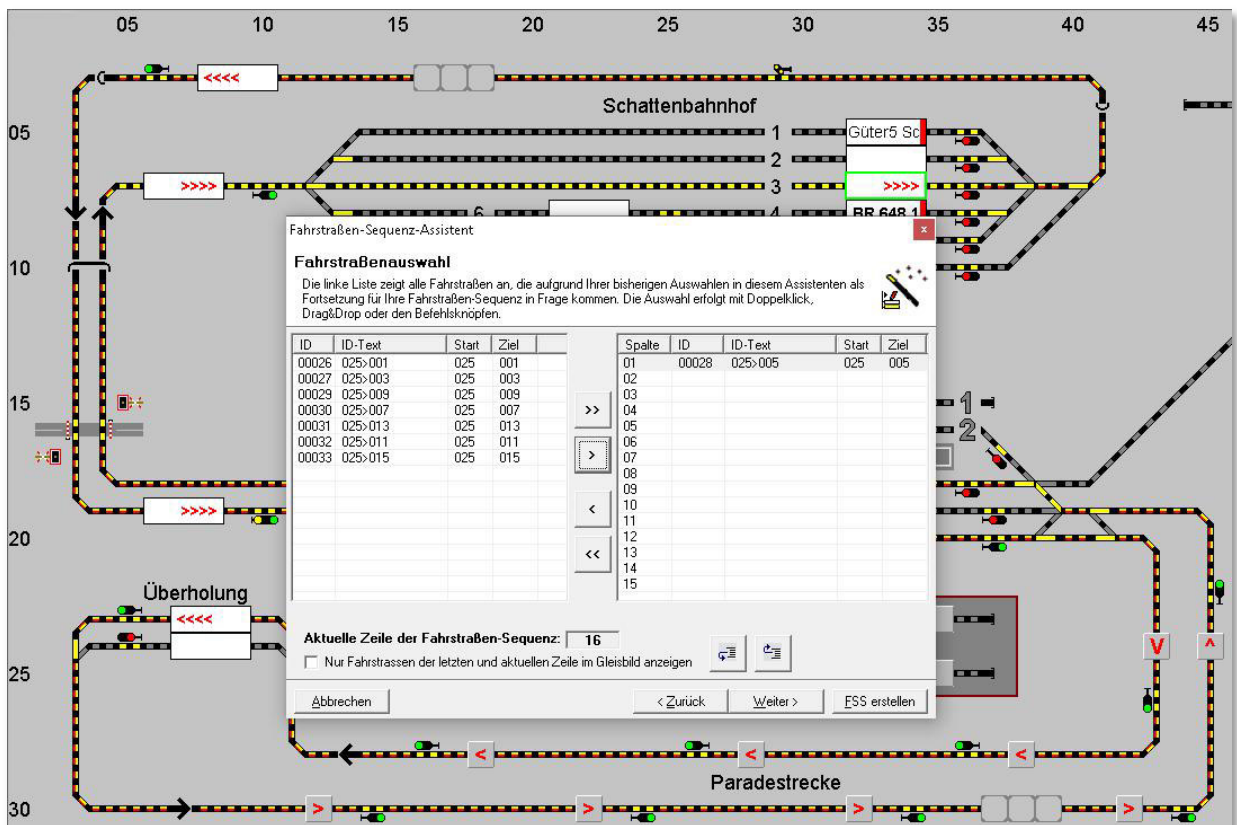 05 10 15 20 25 30 35 40 45
<<<<
Schattenbahnhof
05
1
Güter5 Sc
2
>>>>
3
>>>>
6
4
BR 648.1
Fahrstraßen-Sequenz-Assistent
x
Fahrstraßenauswahl
Die linke Liste zeigt alle Fahrstraßen an, die aufgrund Ihrer bisherigen Auswahlen in diesem Assistenten als
Fortsetzung für Ihre Fahrstraßen-Sequenz in Frage kommen. Die Auswahl erfolgt mit Doppelklick,
Drag&Drop oder den Befehlsknöpfen.
10
ID ID-Text Start Ziel
00026 025>001 025 001
00027 025>003 025 003
00029 025>009 025 009
00030 025>007 025 007
00031 025>013 025 013
00032 025>011 025 011
00033 025>015 025 015
>>
>
<
<<
Spalte ID ID-Text Start Ziel
01 00028 025>005 025 005
02
03
04
05
06
07
08
09
10
11
12
13
14
15
15
1
2
>>>>
20
Überholung
<<<<
Aktuelle Zeile der Fahrstraßen-Sequenz: 16
Nur Fahrstrassen der letzten und aktuellen Zeile im Gleisbild anzeigen
V
^
25
Abbrechen
< Zurück
Weiter >
FSS erstellen
< < <
Paradestrecke
30
> > > >